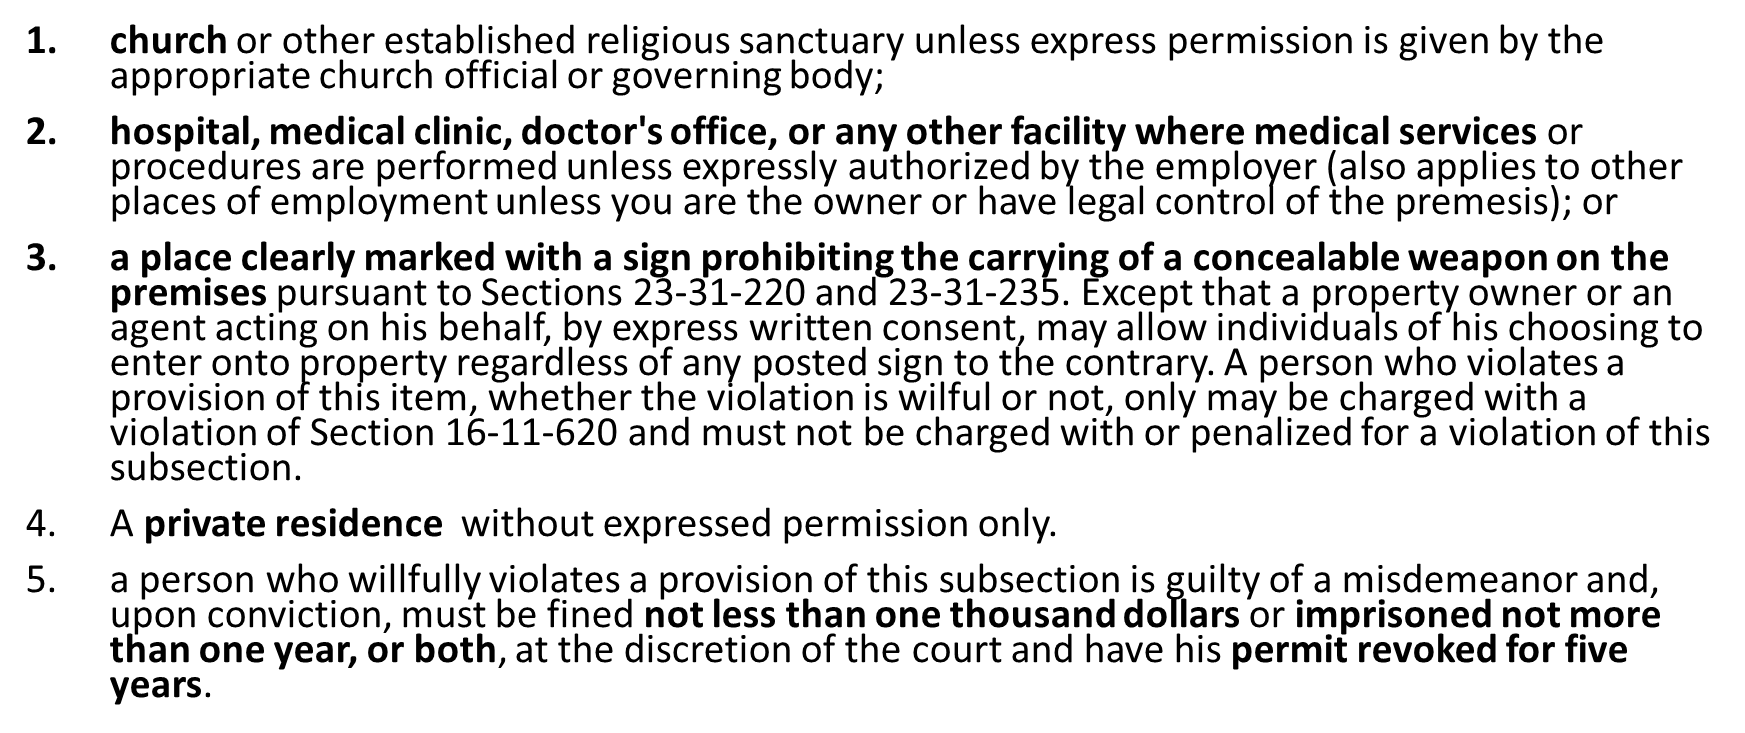 1. church or other established religious sanctuary unless express permission is given by the
appropriate church official or governing body;
2. hospital, medical clinic, doctor's office, or any other facility where medical services or
procedures are performed unless expressly authorized by the employer (also applies to other
places of employment unless you are the owner or have legal control of the premesis); or
3. a place clearly marked with a sign prohibiting the carrying of a concealable weapon on the
premises pursuant to Sections 23-31-220 and 23-31-235. Except that a property owner or an
agent acting on his behalf, by express written consent, may allow individuals of his choosing to
enter onto property regardless of any posted sign to the contrary. A person who violates a
provision of this item, whether the violation is wilful or not, only may be charged with a
violation of Section 16-11-620 and must not be charged with or penalized for a violation of this
subsection.
4. A private residence without expressed permission only.
5. a person who willfully violates a provision of this subsection is guilty of a misdemeanor and,
upon conviction, must be fined not less than one thousand dollars or imprisoned not more
than one year, or both, at the discretion of the court and have his permit revoked for five
years.